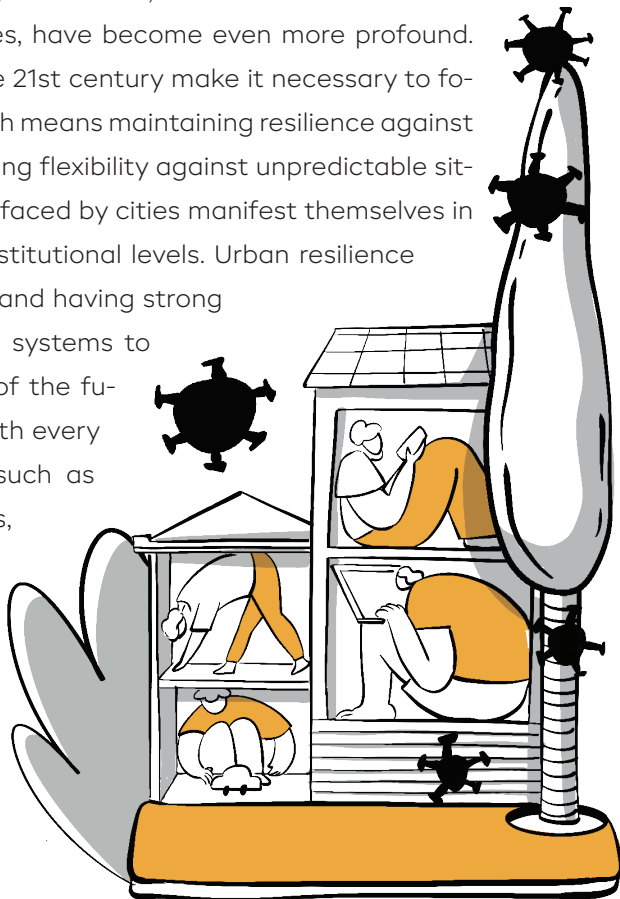 es, have become even more profound.
e 21st century make it necessary to fo-
h means maintaining resilience against
ng flexibility against unpredictable sit-
faced by cities manifest themselves in
stitutional levels. Urban resilience
and having strong
systems to
of the fu-
th every
such as
s,